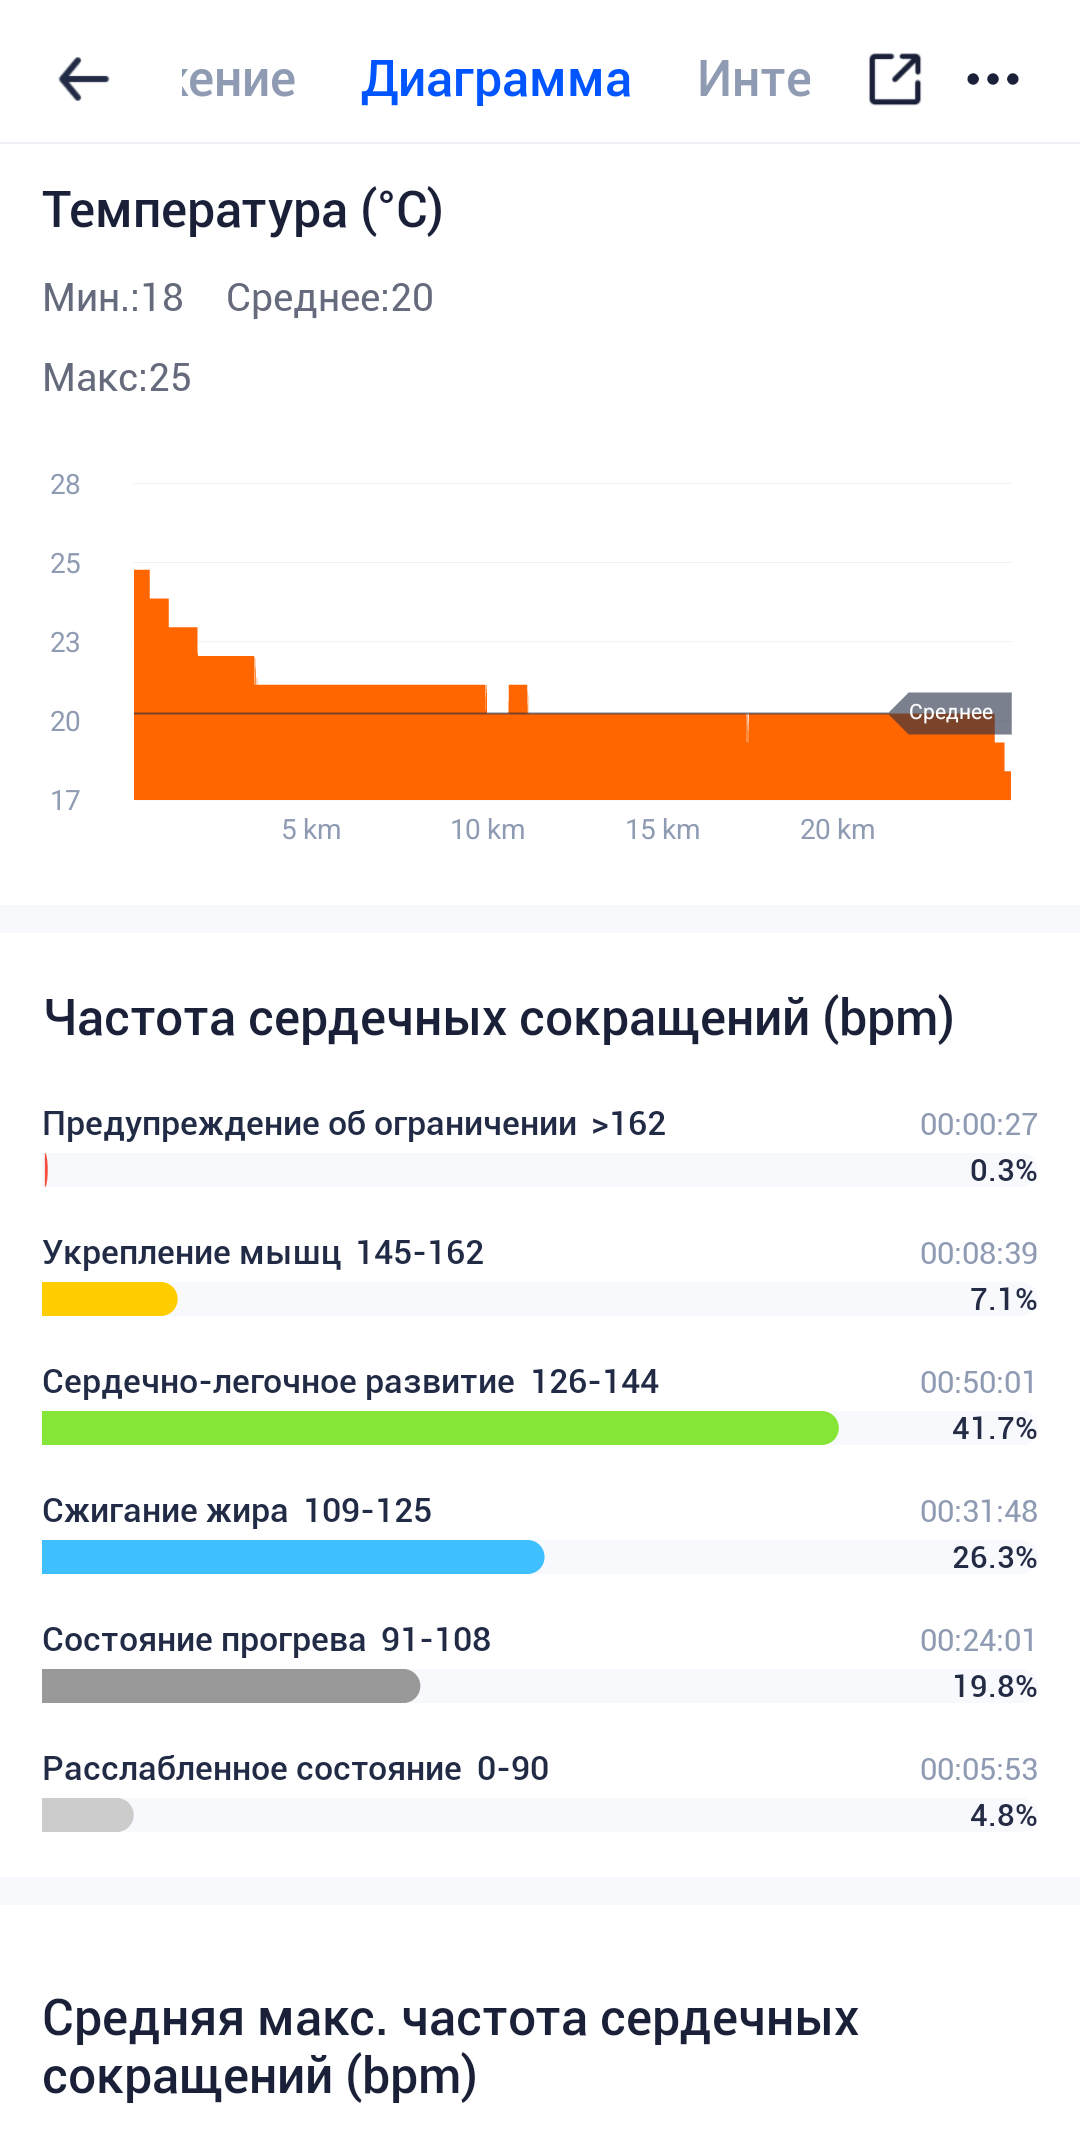 жение Диаграмма Инте
Температура (°C)
Мин.:18 Среднее:20
Макс:25
28
25
23
20
17
Среднее
5 km 10 km 15 km 20 km
Частота сердечных сокращений (bpm)
Предупреждение об ограничении >162 00:00:27
0.3%
Укрепление мышц 145-162 00:08:39
7.1%
Сердечно-легочное развитие 126-144 00:50:01
41.7%
Сжигание жира 109-125 00:31:48
26.3%
Состояние прогрева 91-108 00:24:01
19.8%
Расслабленное состояние 0-90 00:05:53
4.8%
Средняя макс. частота сердечных
сокращений (bpm)